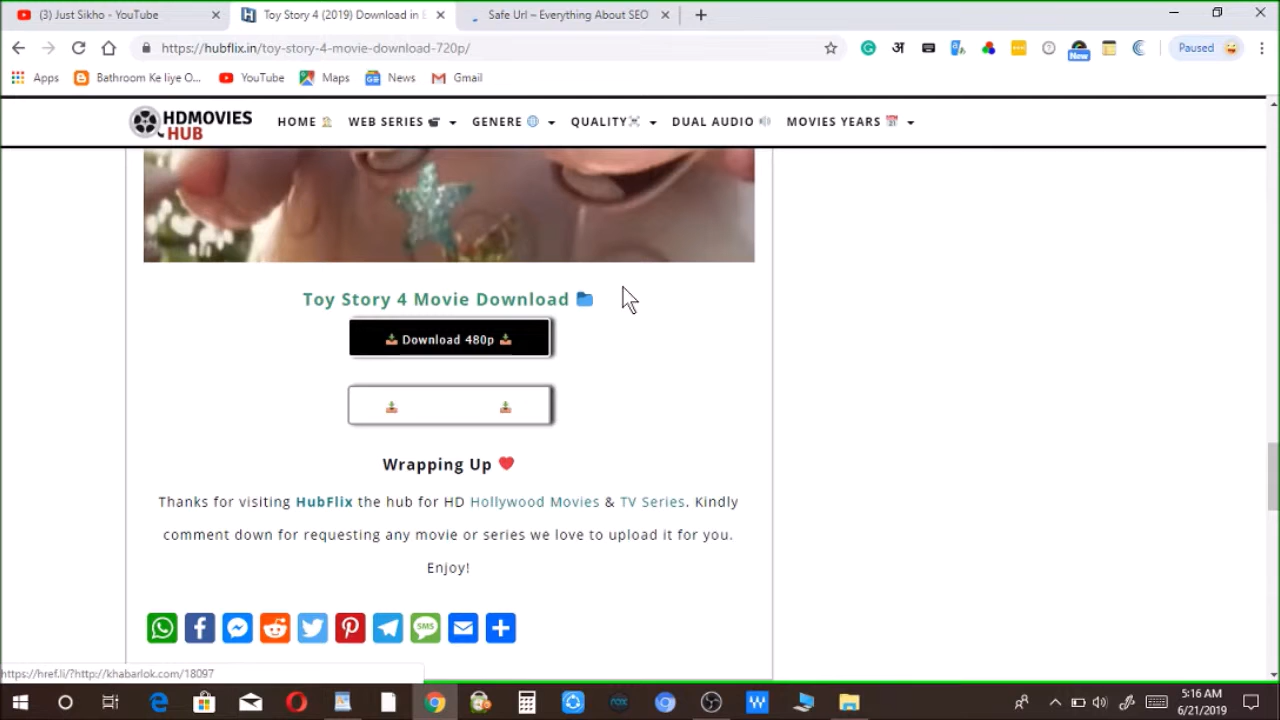 (3) Just Sikho - YouTube
Toy Story 4 (2019) Download in E
Safe Url – Everything About SEO
https://hubflix.in/toy-story-4-movie-download-720p/
अ
New
Paused
Apps
Bathroom Ke liye O...
YouTube
Maps
News
Gmail
HDMOVIES
HUB
HOME
WEB SERIES
GENERE
QUALITY
DUAL AUDIO
MOVIES YEARS
Toy Story 4 Movie Download
Download 480p
Wrapping Up
Thanks for visiting HubFlix the hub for HD Hollywood Movies & TV Series. Kindly
comment down for requesting any movie or series we love to upload it for you.
Enjoy!
SMS
https://href.li/?http://khabarlok.com/18097
5:16 AM
6/21/2019